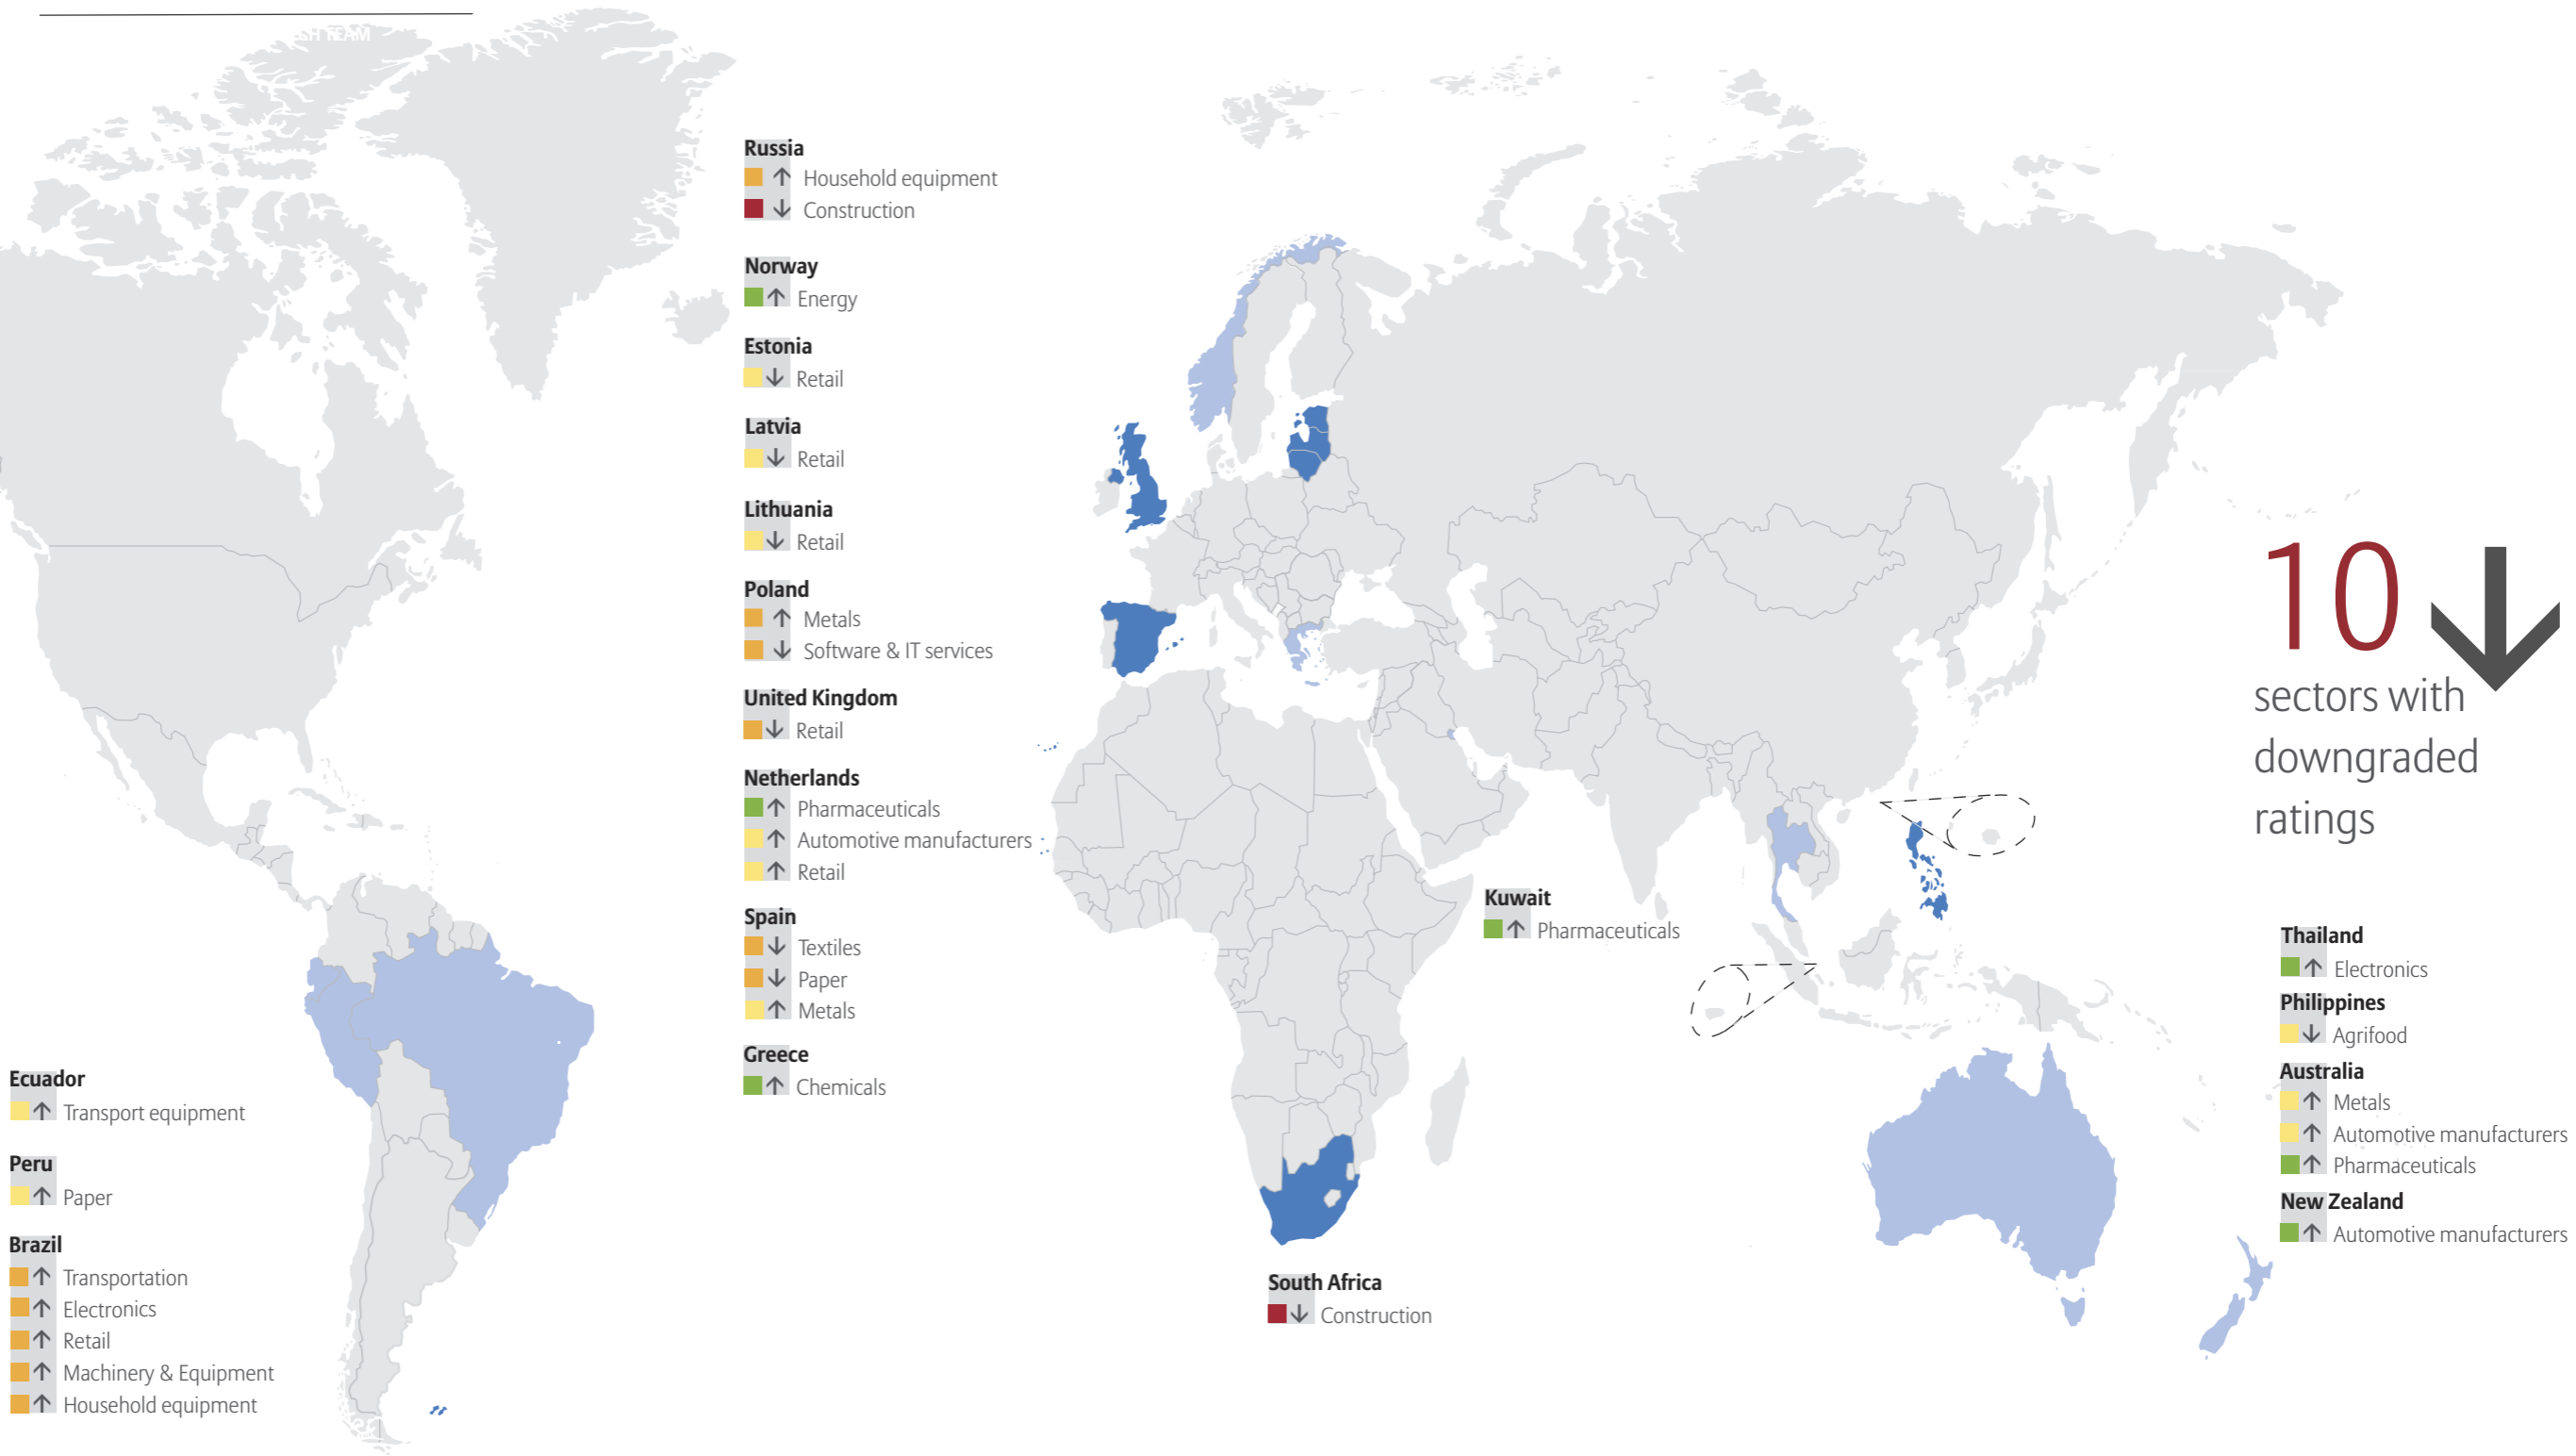 SH TEAM
Russia
↑ Household equipment
↓ Construction
Norway
↑ Energy
Estonia
↓ Retail
Latvia
↓ Retail
Lithuania
↓ Retail
Poland
↑ Metals
↓ Software & IT services
United Kingdom
↓ Retail
Netherlands
↑ Pharmaceuticals
↑ Automotive manufacturers
↑ Retail
Spain
↓ Textiles
↓ Paper
↑ Metals
Greece
↑ Chemicals
Ecuador
↑ Transport equipment
Peru
↑ Paper
Brazil
↑ Transportation
↑ Electronics
↑ Retail
↑ Machinery & Equipment
↑ Household equipment
South Africa
↓ Construction
Kuwait
↑ Pharmaceuticals
10 ↓
sectors with
downgraded
ratings
Thailand
↑ Electronics
Philippines
↓ Agrifood
Australia
↑ Metals
↑ Automotive manufacturers
↑ Pharmaceuticals
New Zealand
↑ Automotive manufacturers